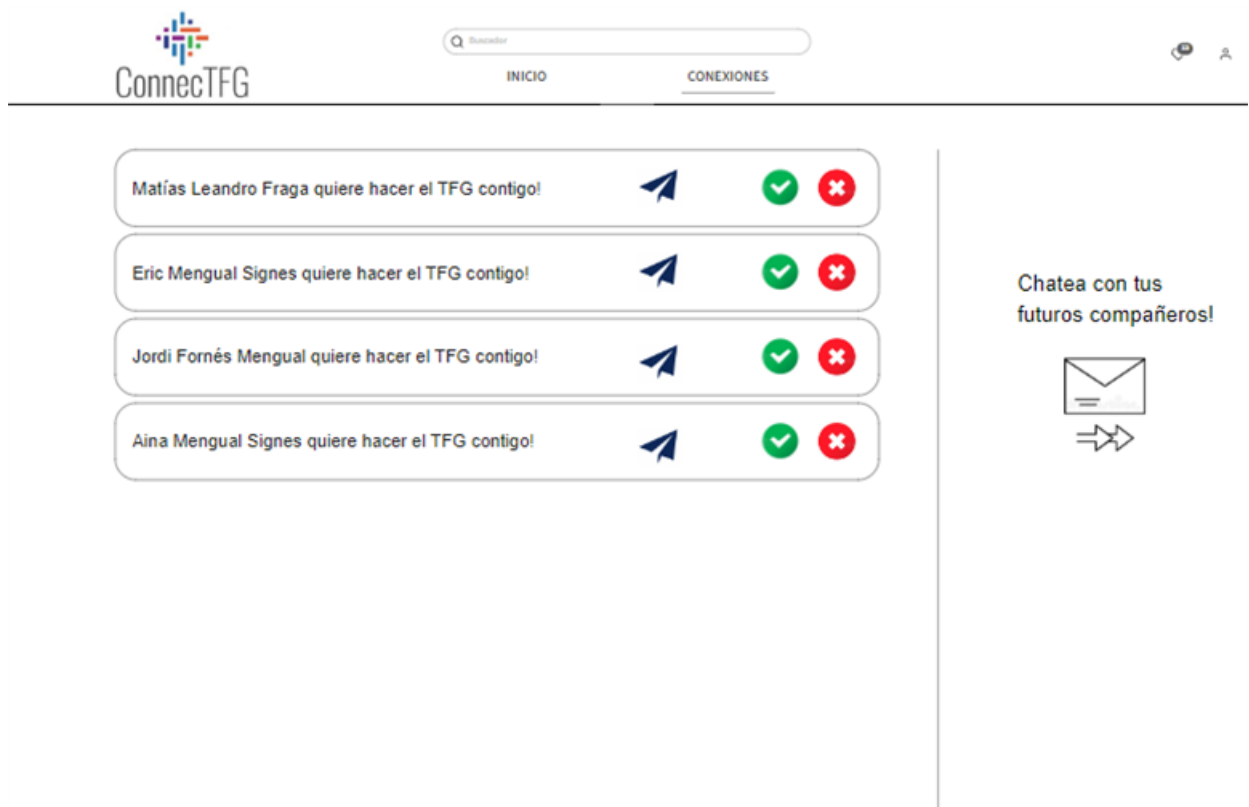 ConnecTFG
Buscador
INICIO
CONEXIONES
Matías Leandro Fraga quiere hacer el TFG contigo!
Eric Mengual Signes quiere hacer el TFG contigo!
Jordi Fornés Mengual quiere hacer el TFG contigo!
Aina Mengual Signes quiere hacer el TFG contigo!
Chatea con tus
futuros compañeros!